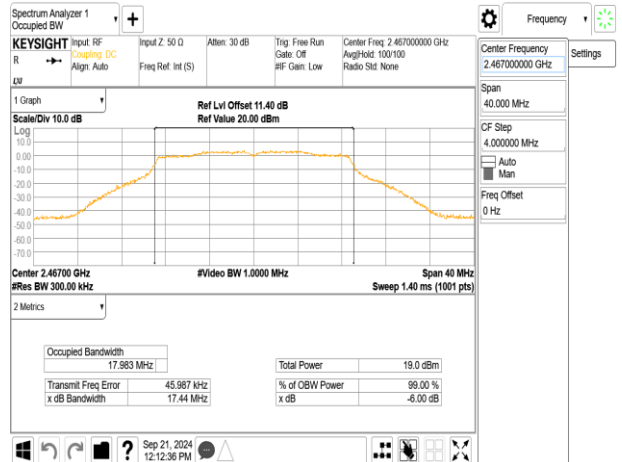 Spectrum Analyzer 1
Occupied BW
+
Frequency
KEYSIGHT
R
LXI
Input: RF
Coupling: DC
Align: Auto
Input Z: 50 Ω
Freq Ref: Int (S)
Atten: 30 dB
Trig: Free Run
Gate: Off
#IF Gain: Low
Center Freq: 2.467000000 GHz
Avg|Hold: 100/100
Radio Std: None
Center Frequency
2.467000000 GHz
Settings
Span
40.000 MHz
CF Step
4.000000 MHz
Auto
Man
Freq Offset
0 Hz
1 Graph
Scale/Div 10.0 dB
Ref Lvl Offset 11.40 dB
Ref Value 20.00 dBm
Log
10.0
0.00
-10.0
-20.0
-30.0
-40.0
-50.0
-60.0
-70.0
Center 2.46700 GHz
#Res BW 300.00 kHz
#Video BW 1.0000 MHz
Span 40 MHz
Sweep 1.40 ms (1001 pts)
2 Metrics
Occupied Bandwidth
17.983 MHz
Total Power 19.0 dBm
Transmit Freq Error 45.987 kHz
% of OBW Power 99.00 %
x dB Bandwidth 17.44 MHz
x dB -6.00 dB
?
Sep 21, 2024
12:12:36 PM